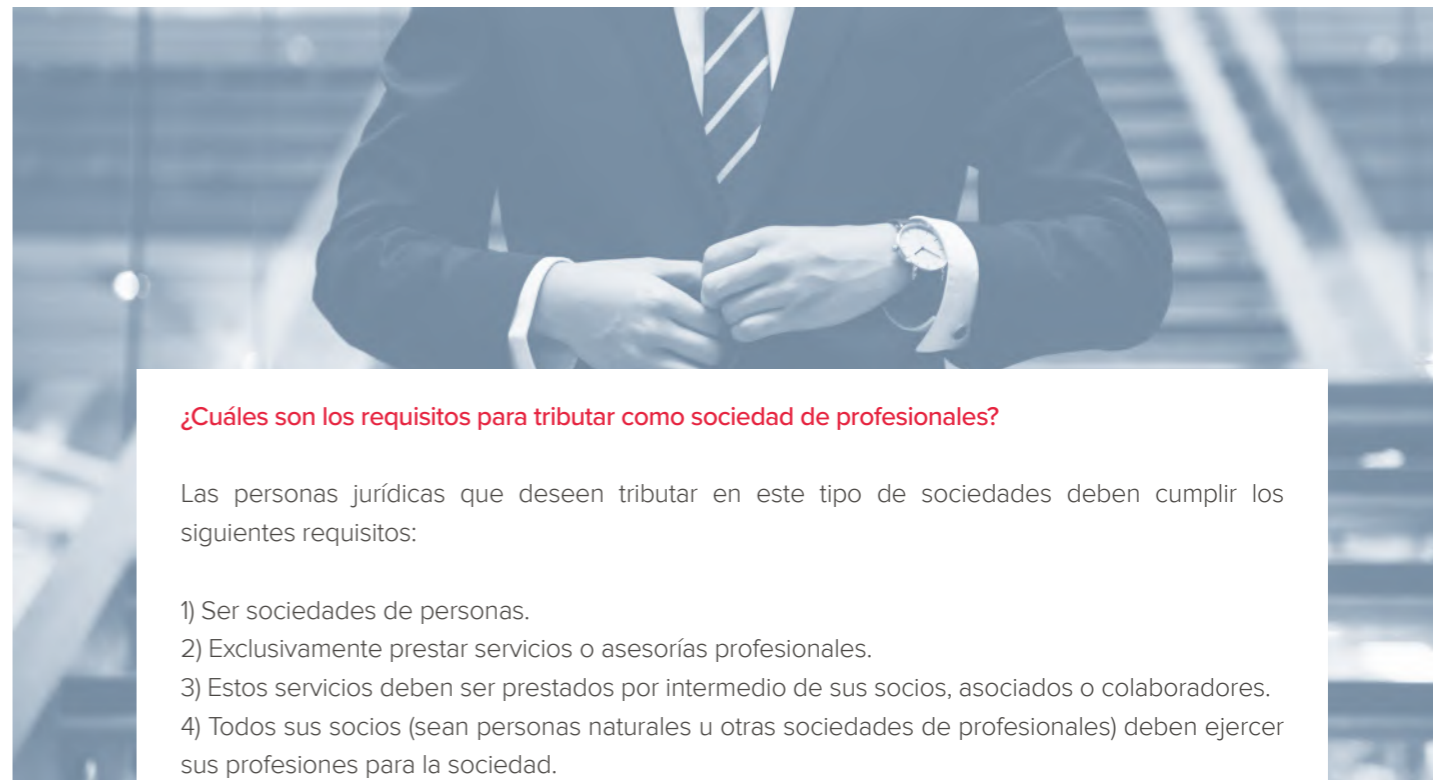 ¿Cuáles son los requisitos para tributar como sociedad de profesionales?
Las personas jurídicas que deseen tributar en este tipo de sociedades deben cumplir los
siguientes requisitos:
1) Ser sociedades de personas.
2) Exclusivamente prestar servicios o asesorías profesionales.
3) Estos servicios deben ser prestados por intermedio de sus socios, asociados o colaboradores.
4) Todos sus socios (sean personas naturales u otras sociedades de profesionales) deben ejercer
sus profesiones para la sociedad.